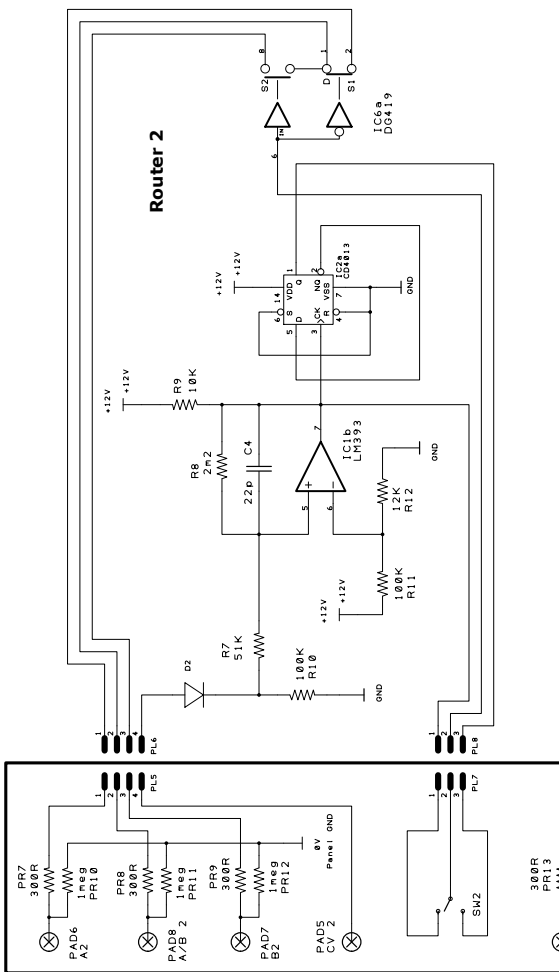 Router 2
8
S2
D
1
S1
2
IN
6
IC6a
DG419
+12V
+12V
14
VDD
6
S
5
D
Q
1
NQ
2
3
CK
R
4
VSS
7
IC2a
CD4013
GND
+12V
+12V
R9
10K
R8
2m2
C4
22p
5
+
6
-
7
IC1b
LM393
12K
R12
GND
+12V
+12V
100K
R11
R7
51K
D2
100K
R10
GND
1
2
3
4
PL6
1
2
3
4
PL5
1
2
3
PL8
1
2
3
PL7
PR7
300R
1meg
PR10
PAD6
A2
PR8
300R
1meg
PR11
PAD8
A/B 2
PR9
300R
1meg
PR12
PAD7
B2
0V
Panel GND
PAD5
CV 2
SW2
300R
PR13